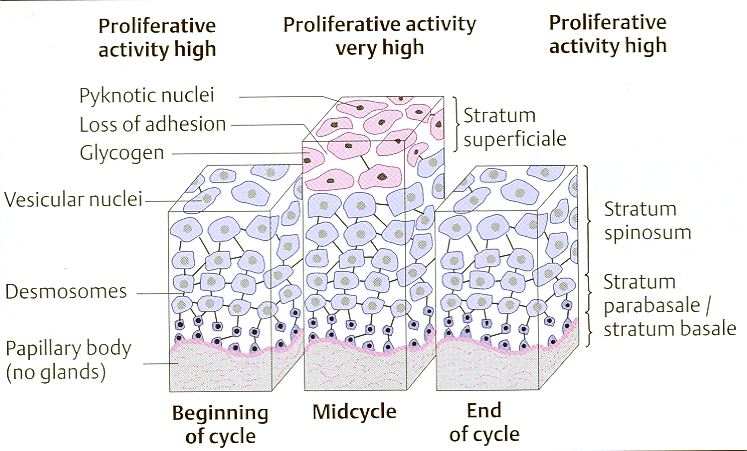 Proliferative
activity high
Proliferative activity
very high
Proliferative
activity high
Pyknotic nuclei
Loss of adhesion
Glycogen
Vesicular nuclei
Desmosomes
Papillary body
(no glands)
Stratum
superficiale
Stratum
spinosum
Stratum
parabasale /
stratum basale
Beginning
of cycle
Midcycle
End
of cycle